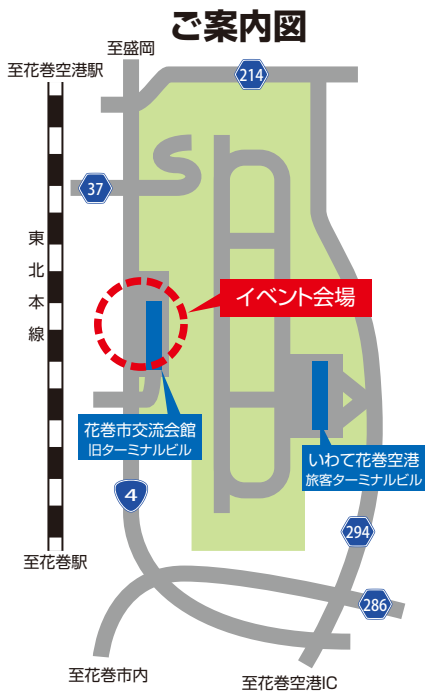 ご案内図
至盛岡
至花巻空港駅
214
37
東北本線
イベント会場
花巻市交流会館
旧ターミナルビル
いわて花巻空港
旅客ターミナルビル
4
294
至花巻駅
286
至花巻市内
至花巻空港IC